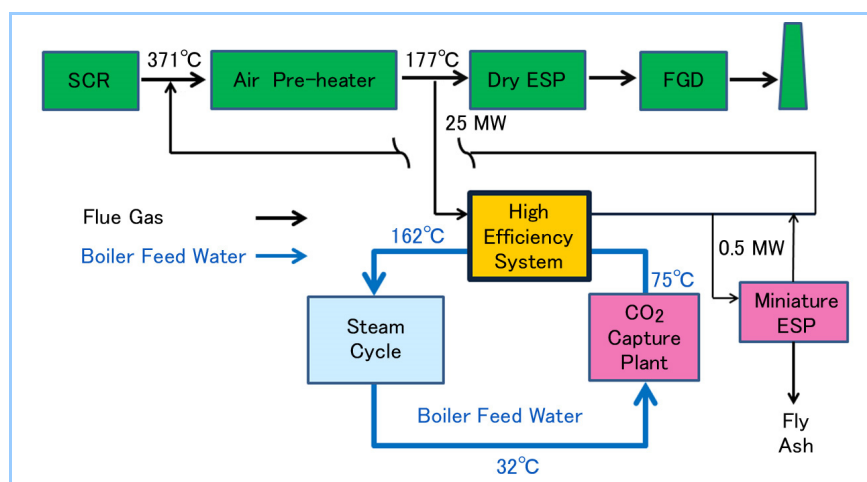 371℃
177℃
SCR
Air Pre-heater
Dry ESP
FGD
25 MW
Flue Gas
Boiler Feed Water
High
Efficiency
System
162℃
75℃
0.5 MW
Steam
Cycle
CO₂
Capture
Plant
Miniature
ESP
Boiler Feed Water
32℃
Fly
Ash